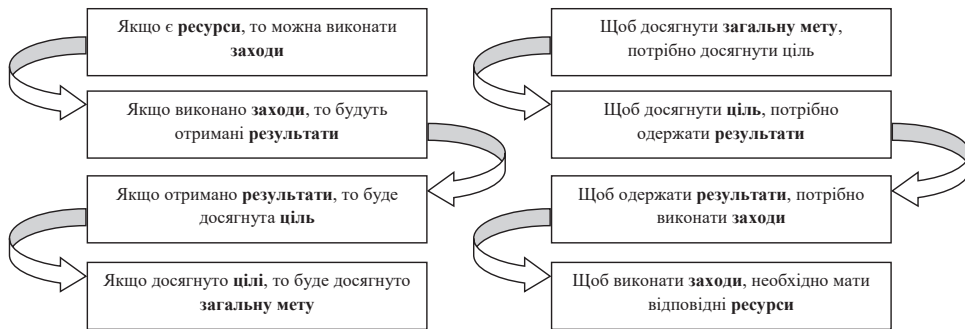 Якщо є ресурси, то можна виконати
заходи
Якщо виконано заходи, то будуть
отримані результати
Якщо отримано результати, то буде
досягнута ціль
Якщо досягнуто цілі, то буде досягнуто
загальну мету
Щоб досягнути загальну мету,
потрібно досягнути ціль
Щоб досягнути ціль, потрібно
одержати результати
Щоб одержати результати, потрібно
виконати заходи
Щоб виконати заходи, необхідно мати
відповідні ресурси